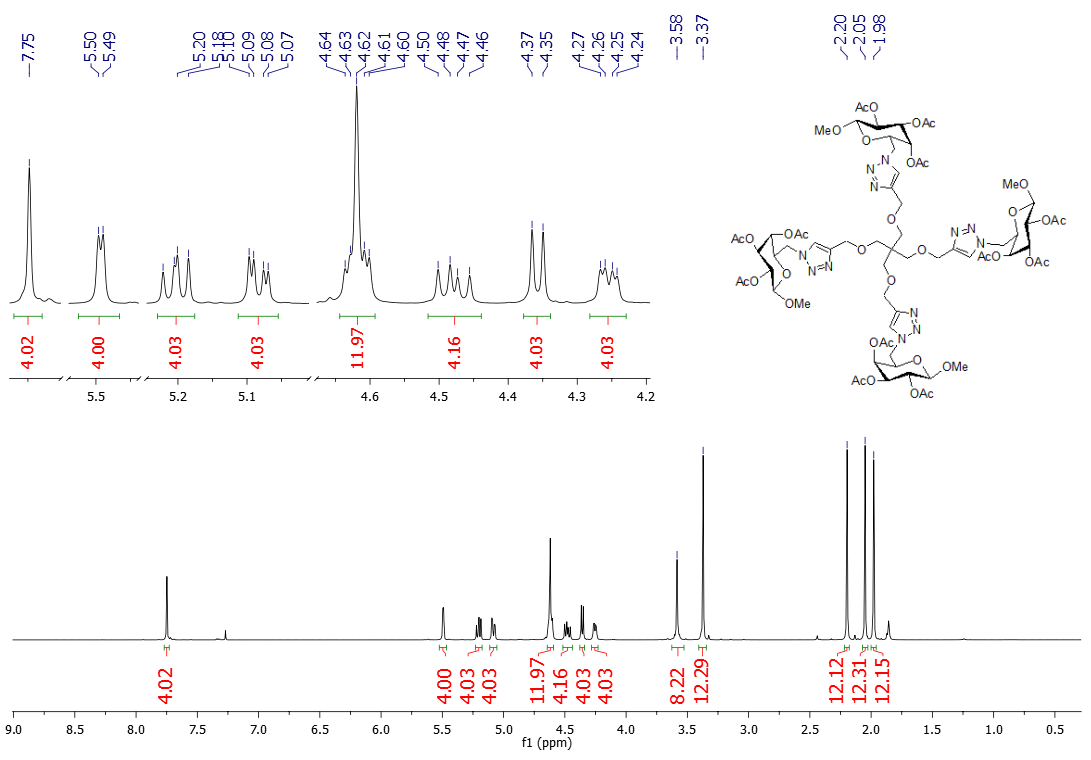 7.75
5.50
5.49
5.20
5.18
5.10
5.09
5.08
5.07
4.64
4.63
4.62
4.61
4.60
4.50
4.48
4.47
4.46
4.37
4.35
4.27
4.26
4.25
4.24
3.58
3.37
2.20
2.05
1.98
AcO
OAc
MeO
O
OAc
N
N
N
O
MeO
O
OAc
AcO
OAc
N
N
N
O
O
AcO
OAc
AcO
AcO
O
OMe
N
N
N
O
N
N
N
AcO
AcO
O
OMe
OAc
4.02
4.00
4.03
4.03
11.97
4.16
4.03
4.03
5.5
5.2
5.1
4.6
4.5
4.4
4.3
4.2
4.02
4.00
4.03
4.03
11.97
4.16
4.03
4.03
8.22
12.29
12.12
12.31
12.15
9.0 8.5 8.0 7.5 7.0 6.5 6.0 5.5 5.0 4.5 4.0 3.5 3.0 2.5 2.0 1.5 1.0 0.5
f1 (ppm)